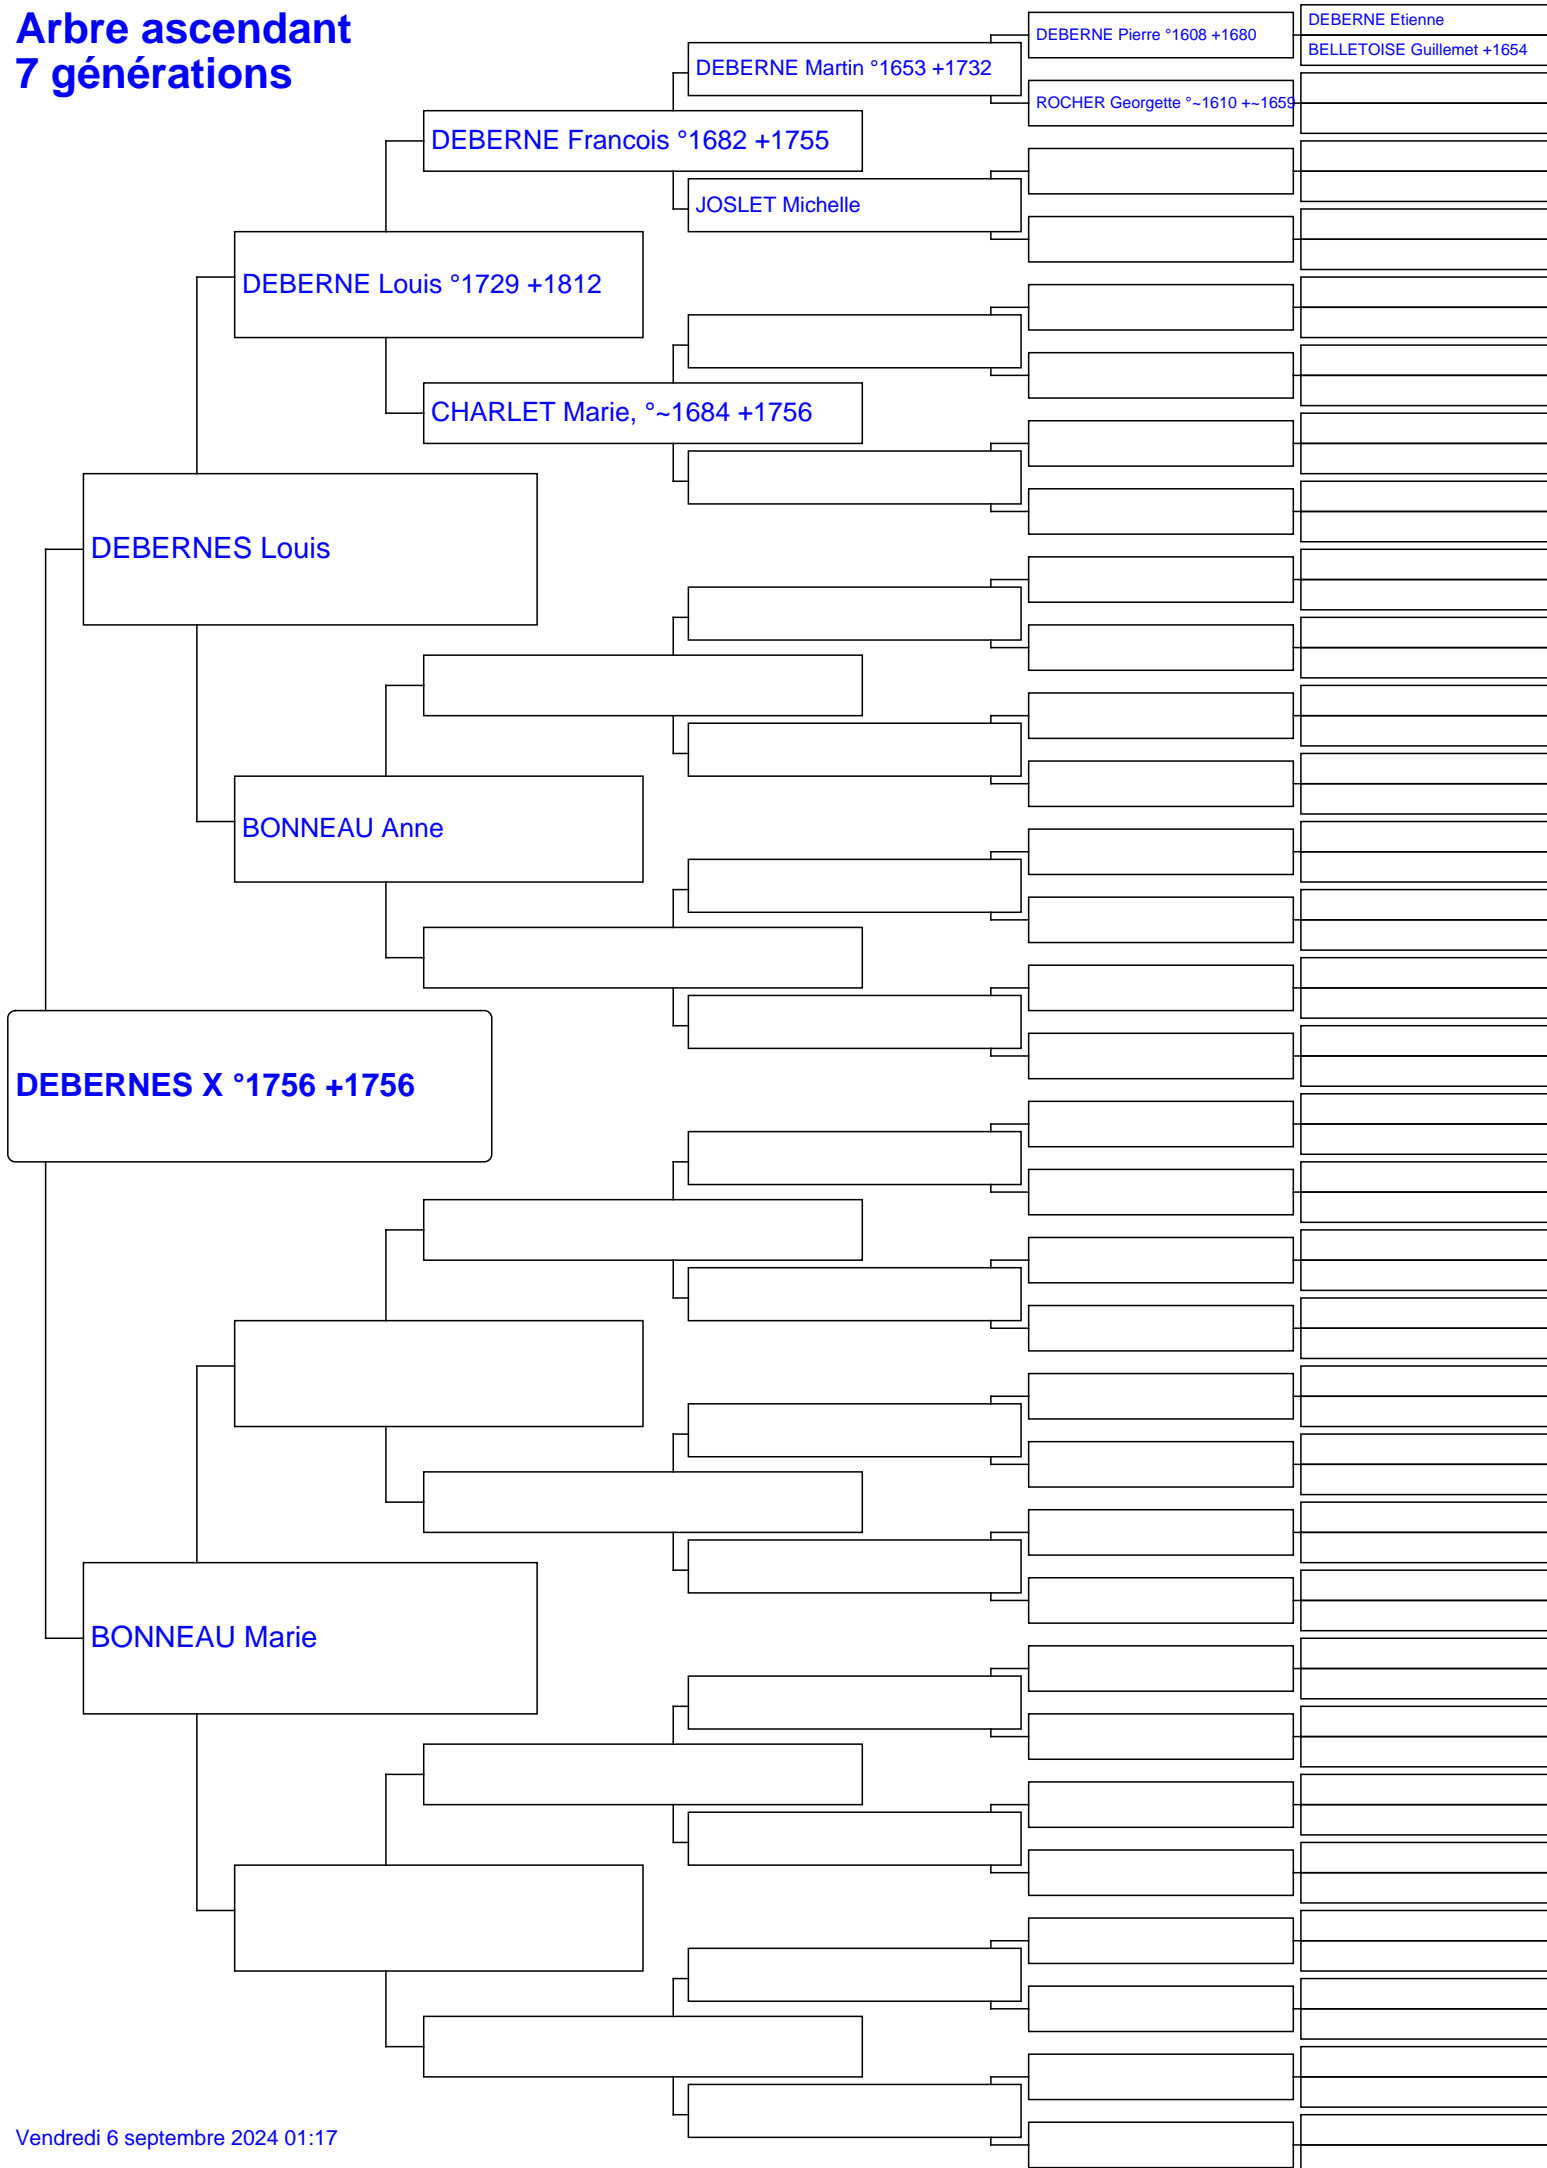 Arbre ascendant
7 générations
DEBERNE Etienne
DEBERNE Pierre °1608 +1680
BELLETOISE Guillemet +1654
DEBERNE Martin °1653 +1732
ROCHER Georgette °~1610 +~1659
DEBERNE Francois °1682 +1755
JOSLET Michelle
DEBERNE Louis °1729 +1812
CHARLET Marie, °~1684 +1756
DEBERNES Louis
BONNEAU Anne
DEBERNES X °1756 +1756
BONNEAU Marie
Vendredi 6 septembre 2024 01:17